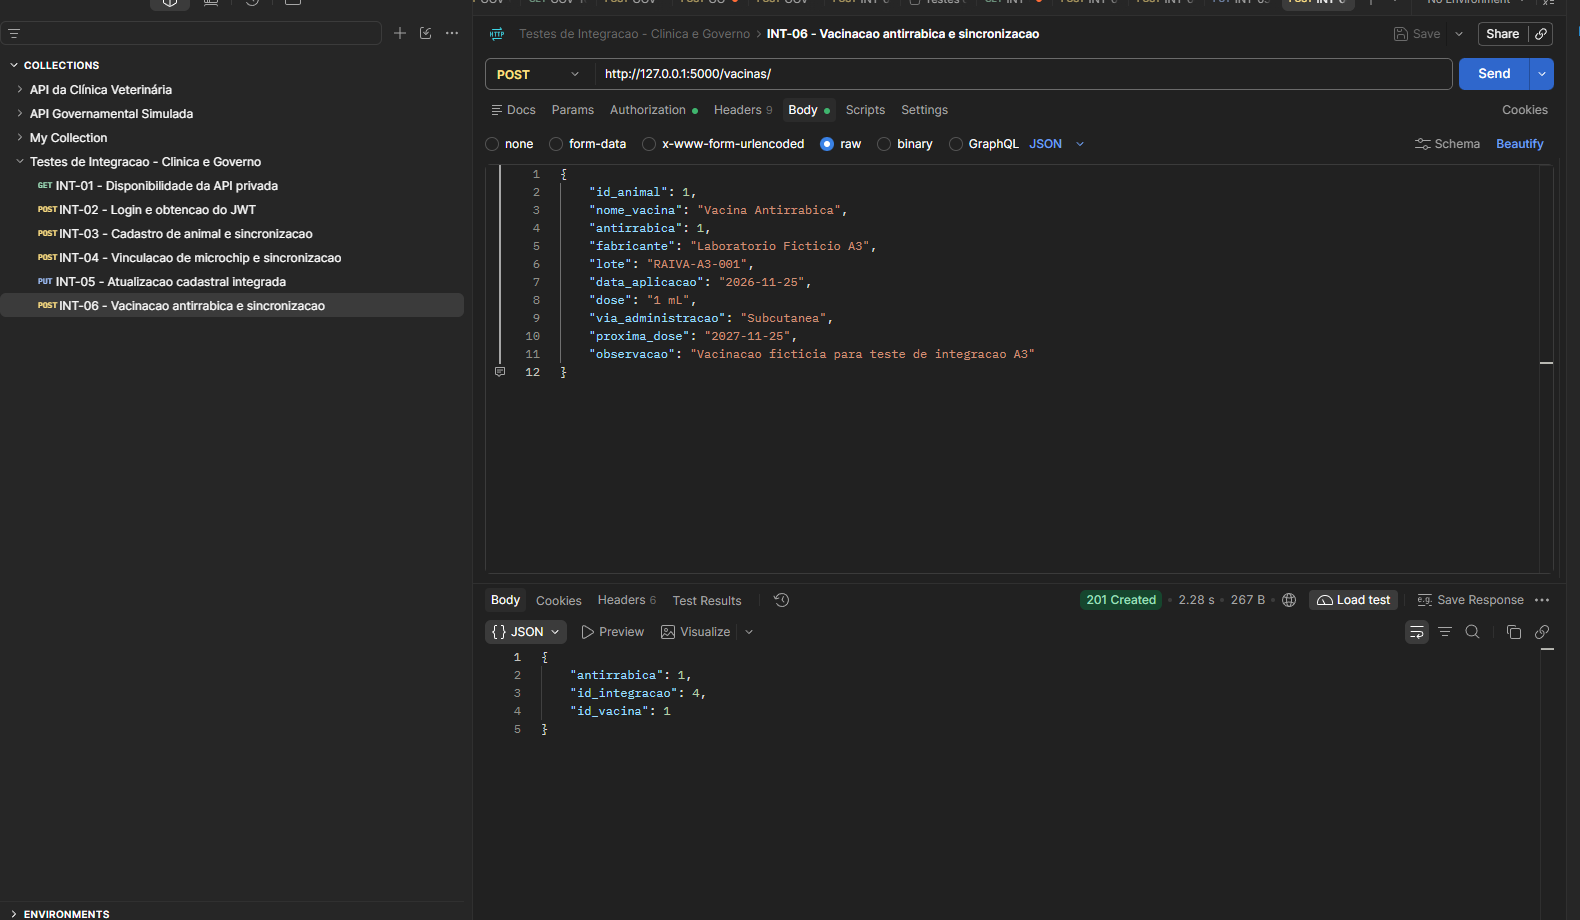 Testes de Integracao - Clinica e Governo > INT-06 - Vacinacao antirrabica e sincronizacao
Save
Share
COLLECTIONS
API da Clínica Veterinária
API Governamental Simulada
My Collection
Testes de Integracao - Clinica e Governo
GET INT-01 - Disponibilidade da API privada
POST INT-02 - Login e obtencao do JWT
POST INT-03 - Cadastro de animal e sincronizacao
POST INT-04 - Vinculacao de microchip e sincronizacao
PUT INT-05 - Atualizacao cadastral integrada
POST INT-06 - Vacinacao antirrabica e sincronizacao
ENVIRONMENTS
POST http://127.0.0.1:5000/vacinas/ Send
Docs Params Authorization Headers 9 Body Scripts Settings Cookies
none form-data x-www-form-urlencoded raw binary GraphQL JSON Schema Beautify
1 {
2 "id_animal": 1,
3 "nome_vacina": "Vacina Antirrabica",
4 "antirrabica": 1,
5 "fabricante": "Laboratorio Ficticio A3",
6 "lote": "RAIVA-A3-001",
7 "data_aplicacao": "2026-11-25",
8 "dose": "1 mL",
9 "via_administracao": "Subcutanea",
10 "proxima_dose": "2027-11-25",
11 "observacao": "Vacinacao ficticia para teste de integracao A3"
12 }
Body Cookies Headers 6 Test Results 201 Created • 2.28 s • 267 B • Load test Save Response
{} JSON Preview Visualize
1 {
2 "antirrabica": 1,
3 "id_integracao": 4,
4 "id_vacina": 1
5 }